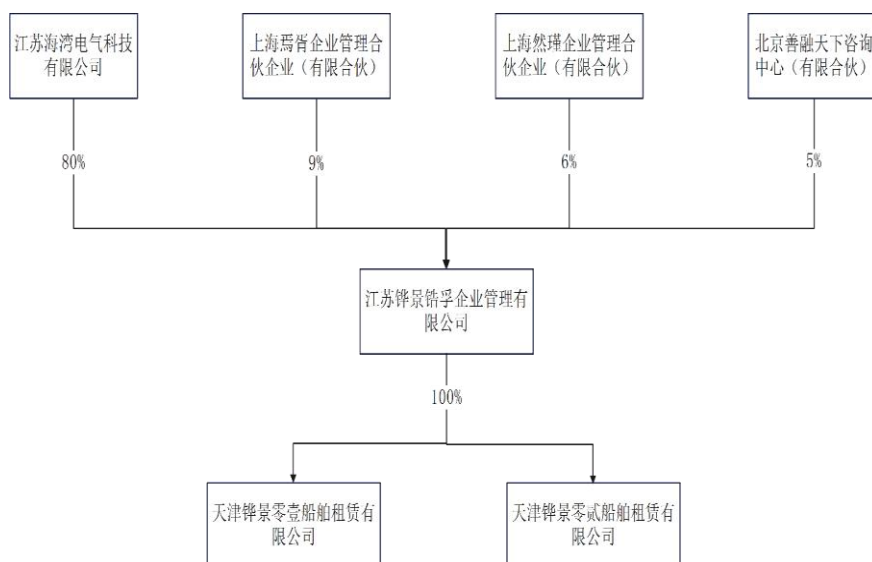 江苏海湾电气科技
有限公司
上海焉胥企业管理合
伙企业（有限合伙）
上海然瑾企业管理合
伙企业（有限合伙）
北京善融天下咨询
中心（有限合伙）
80%
9%
6%
5%
江苏铧景锆孚企业管理有
限公司
100%
天津铧景零壹船舶租赁有
限公司
天津铧景零贰船舶租赁有
限公司